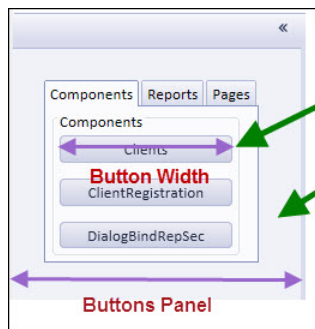 «
Components Reports Pages
Components
Clients
Button Width
ClientRegistration
DialogBindRepSec
Buttons Panel